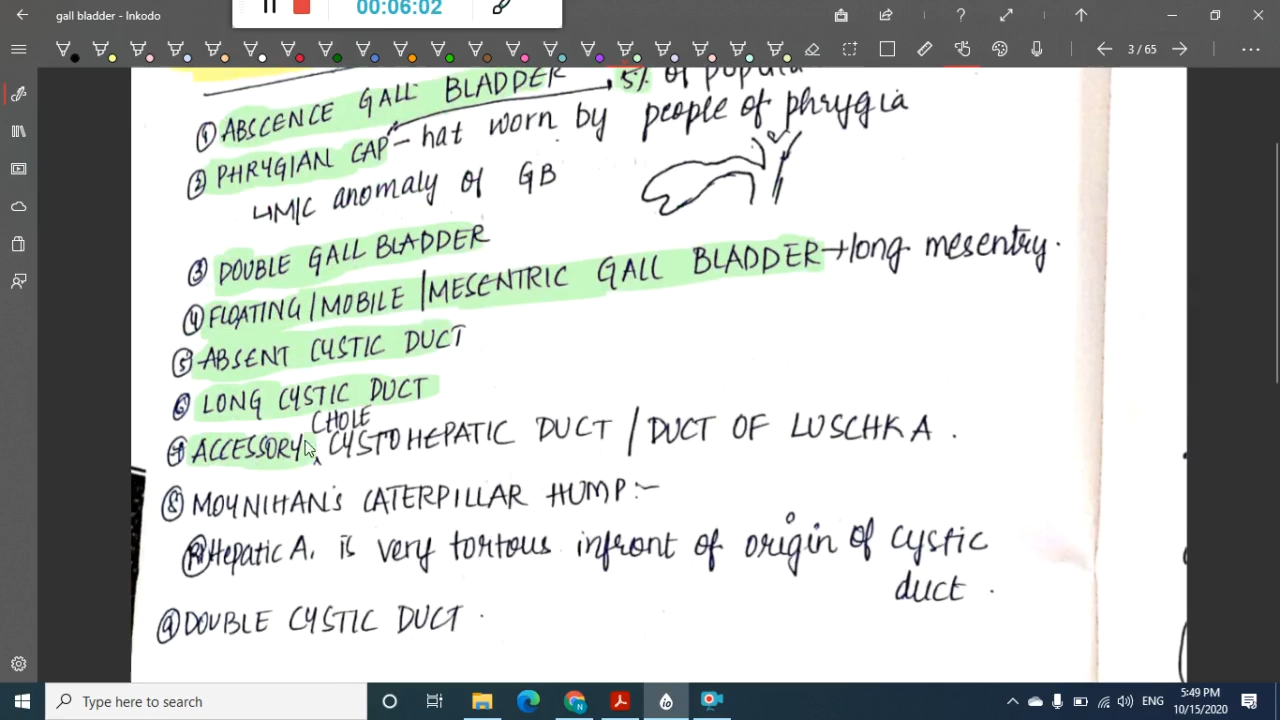 gall bladder - Inkodo
00:06:02
3 / 65
① ABSCENCE GALL BLADDER
5% of popula
② PHRYGIAN CAP - hat worn by people of phrygia
↳ M/C anomaly of GB
③ DOUBLE GALL BLADDER
④ FLOATING / MOBILE / MESENTRIC GALL BLADDER → long mesentry.
⑤ ABSENT CYSTIC DUCT
⑥ LONG CYSTIC DUCT
CHOLE
⑦ ACCESSORY CYSTOHEPATIC DUCT / DUCT OF LUSCHKA.
⑧ MOYNIHAN'S CATERPILLAR HUMP :-
Rt Hepatic A. is very tortous infront of origin of cystic
duct.
⑨ DOUBLE CYSTIC DUCT.
Type here to search
ENG
5:49 PM
10/15/2020